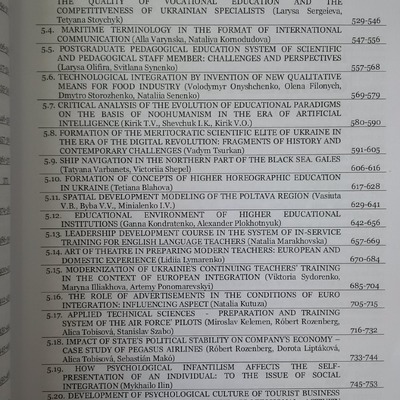 THE QUALITY OF VOCATIONAL EDUCATION AND THE
COMPETITIVENESS OF UKRAINIAN SPECIALISTS (Larysa Sergeieva,
Tetyana Stoychyk) 529-546
5.4. MARITIME TERMINOLOGY IN THE FORMAT OF INTERNATIONAL
COMMUNICATION (Alla Varynska, Nataliya Kornodudova) 547-556
5.5. POSTGRADUATE PEDAGOGICAL EDUCATION SYSTEM OF SCIENTIFIC
AND PEDAGOGICAL STAFF MEMBER: CHALLENGES AND PERSPECTIVES
(Larysa Olifira, Svitlana Synenko) 557-568
5.6. TECHNOLOGICAL INTEGRATION BY INVENTION OF NEW QUALITATIVE
MEANS FOR FOOD INDUSTRY (Volodymyr Onyshchenko, Olena Filonych,
Dmytro Storozhenko, Nataliia Senenko) 569-579
5.7. CRITICAL ANALYSIS OF THE EVOLUTION OF EDUCATIONAL PARADIGMS
ON THE BASIS OF NOOHUMANISM IN THE ERA OF ARTIFICIAL
INTELLIGENCE (Kirik T.V., Shevchuk I.K., Kirik V.O.) 580-590
5.8. FORMATION OF THE MERITOCRATIC SCIENTIFIC ELITE OF UKRAINE IN
THE ERA OF THE DIGITAL REVOLUTION: FRAGMENTS OF HISTORY AND
CONTEMPORARY CHALLENGES (Vadym Tsurkan) 591-605
5.9. SHIP NAVIGATION IN THE NORTHERN PART OF THE BLACK SEA. GALES
(Tatyana Varbanets, Victoriia Shepel) 606-616
5.10. FORMATION OF CONCEPTS OF HIGHER HOREOGRAPHIC EDUCATION
IN UKRAINE (Tetiana Blahova) 617-628
5.11. SPATIAL DEVELOPMENT MODELING OF THE POLTAVA REGION (Vasiuta
V.B., Byba V.V., Minialenko I.V.) 629-641
5.12. EDUCATIONAL ENVIRONMENT OF HIGHER EDUCATIONAL
INSTITUTIONS (Ganna Kondratenko, Alexander Plokhotnyuk) 642-656
5.13. LEADERSHIP DEVELOPMENT COURSE IN THE SYSTEM OF IN-SERVICE
TRAINING FOR ENGLISH LANGUAGE TEACHERS (Natalia Marakhovska) 657-669
5.14. ART OF THEATRE IN PREPARING MODERN TEACHERS: EUROPEAN AND
DOMESTIC EXPERIENCE (Lidiia Lymarenko) 670-684
5.15. MODERNIZATION OF UKRAINE'S CONTINUING TEACHERS' TRAINING
IN THE CONTEXT OF EUROPEAN INTEGRATION (Viktoria Sydorenko,
Maryna Illiakhova, Artemy Ponomarevskyi) 685-704
5.16. THE ROLE OF ADVERTISEMENTS IN THE CONDITIONS OF EURO
INTEGRATION: INFLUENCING ASPECT (Natalia Kutuza) 705-715
5.17. APPLIED TECHNICAL SCIENCES - PREPARATION AND TRAINING
SYSTEM OF THE AIR FORCE' PILOTS (Miroslav Kelemen, Róbert Rozenberg,
Alica Tobisová, Stanislav Szabo) 716-732
5.18. IMPACT OF STATE'S POLITICAL STABILITY ON COMPANY'S ECONOMY –
CASE STUDY OF PEGASUS AIRLINES (Róbert Rozenberg, Dorota Liptáková,
Alica Tobisová, Sebastián Makó) 733-744
5.19. HOW PSYCHOLOGICAL INFANTILISM AFFECTS THE SELF-
PRESENTATION OF AN INDIVIDUAL: TO THE ISSUE OF SOCIAL
INTEGRATION (Mykhailo Ilin) 745-753
5.20. DEVELOPMENT OF PSYCHOLOGICAL CULTURE OF TOURIST BUSINESS